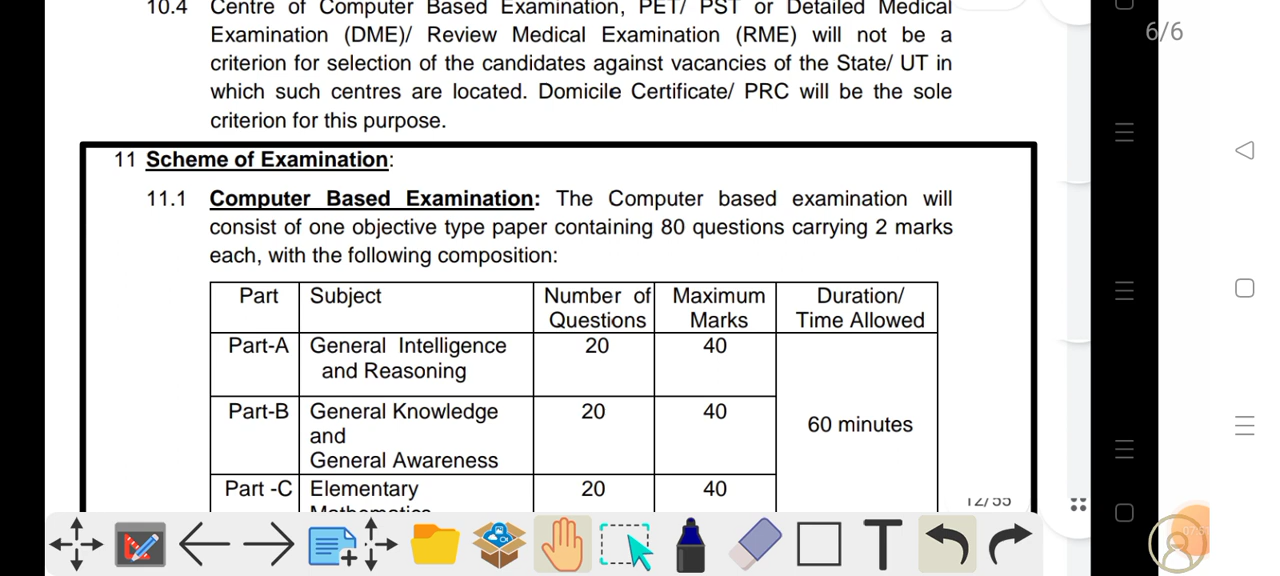 10.4 Centre of Computer Based Examination, PET/ PST or Detailed Medical
Examination (DME)/ Review Medical Examination (RME) will not be a
criterion for selection of the candidates against vacancies of the State/ UT in
which such centres are located. Domicile Certificate/ PRC will be the sole
criterion for this purpose.
6/6
11 Scheme of Examination:
11.1 Computer Based Examination: The Computer based examination will
consist of one objective type paper containing 80 questions carrying 2 marks
each, with the following composition:
Part Subject Number of Questions Maximum Marks Duration/ Time Allowed
Part-A General Intelligence and Reasoning 20 40
60 minutes
Part-B General Knowledge and General Awareness 20 40
Part -C Elementary Mathematics 20 40
12/55
T